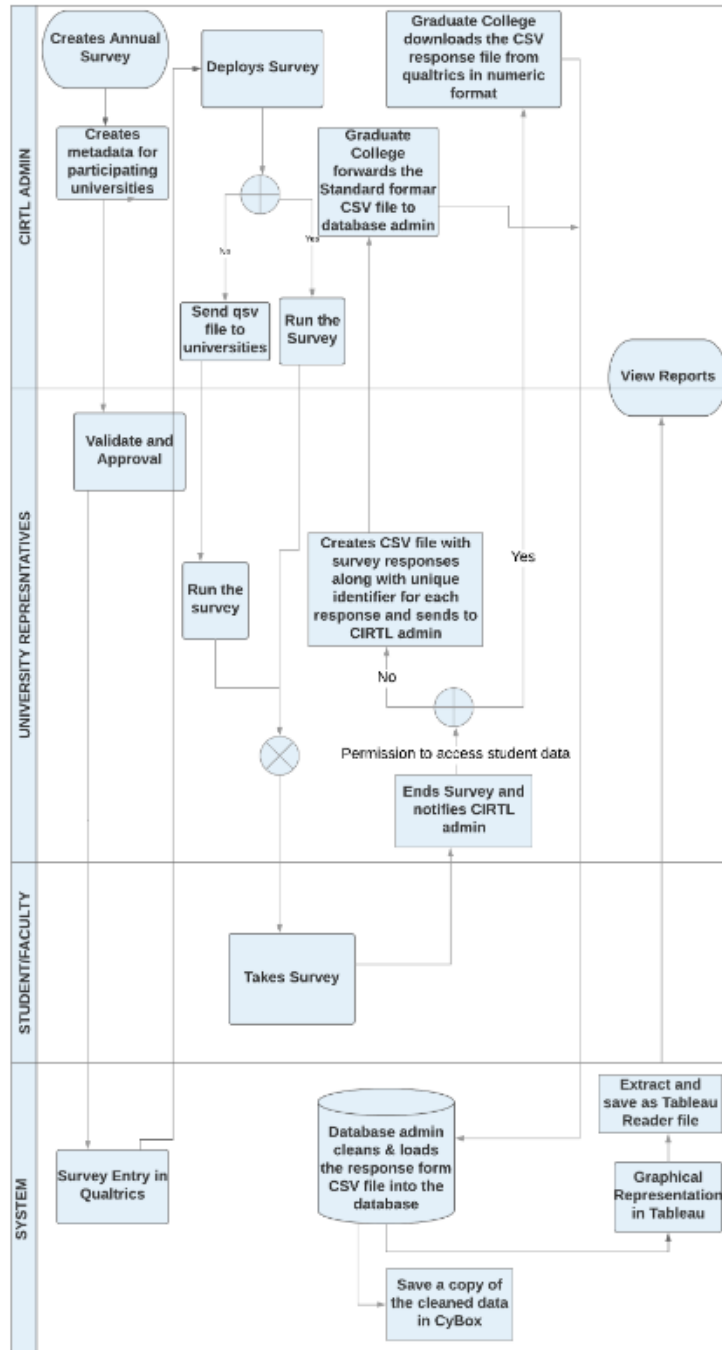 CIRTL ADMIN
Creates Annual
Survey
Creates
metadata for
participating
universities
Deploys Survey
No
Yes
Send qsv
file to
universities
Run the
Survey
Graduate
College
forwards the
Standard formar
CSV file to
database admin
Graduate College
downloads the CSV
response file from
qualtrics in numeric
format
View Reports
UNIVERSITY REPRESNTATIVES
Validate and
Approval
Run the
survey
Creates CSV file with
survey responses
along with unique
identifier for each
response and sends to
CIRTL admin
Yes
No
Permission to access student data
Ends Survey and
notifies CIRTL
admin
STUDENT/FACULTY
Takes Survey
SYSTEM
Survey Entry in
Qualtrics
Database admin
cleans & loads
the response form
CSV file into the
database
Save a copy of
the cleaned data
in CyBox
Extract and
save as Tableau
Reader file
Graphical
Representation
in Tableau